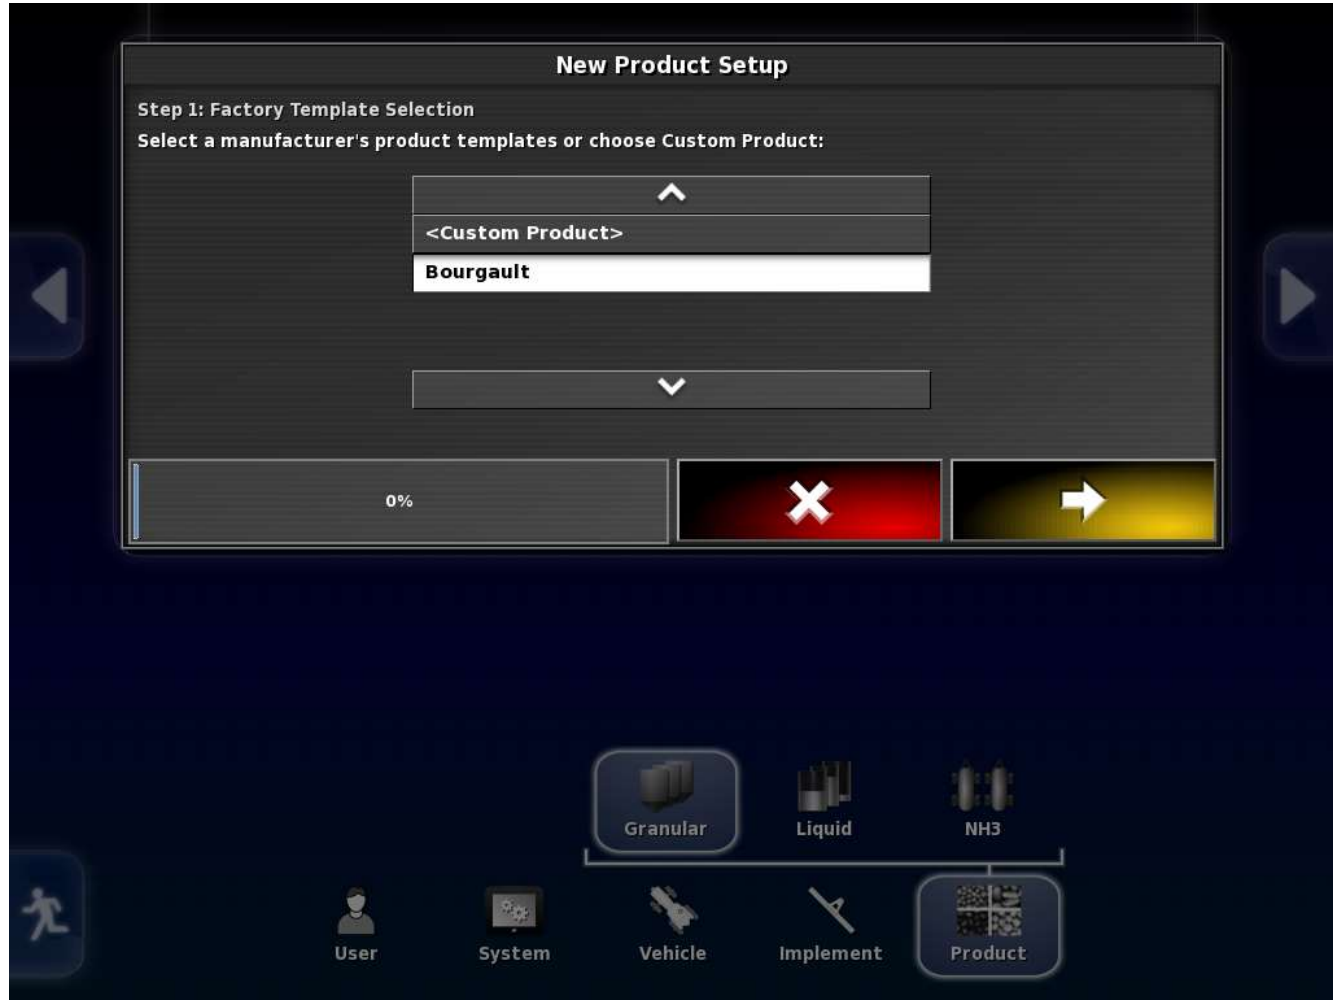 New Product Setup
Step 1: Factory Template Selection
Select a manufacturer's product templates or choose Custom Product:
<Custom Product>
Bourgault
0%
Granular
Liquid
NH3
User
System
Vehicle
Implement
Product